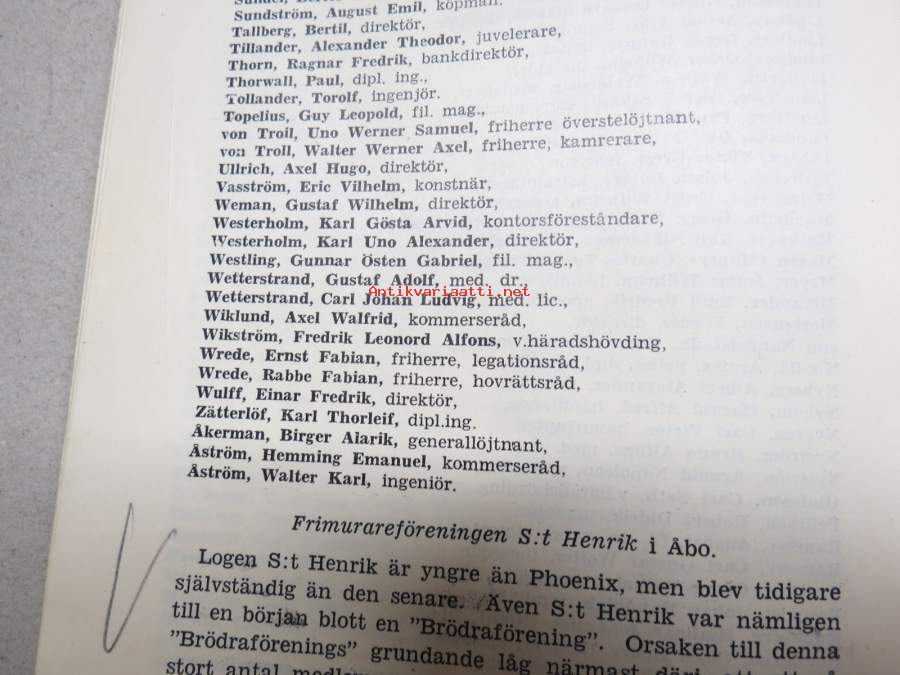 Sundström, August Emil, köpman.
Tallberg, Bertil, direktör,
Tillander, Alexander Theodor, juvelerare,
Thorn, Ragnar Fredrik, bankdirektör,
Thorwall, Paul, dipl. ing.,
Tollander, Torolf, ingenjör.
Topelius, Guy Leopold, fil. mag.,
von Troil, Uno Werner Samuel, friherre överstelöjtnant,
von Troll, Walter Werner Axel, friherre, kamrerare,
Ullrich, Axel Hugo, direktör,
Vasström, Eric Vilhelm, konstnär,
Weman, Gustaf Wilhelm, direktör,
Westerholm, Karl Gösta Arvid, kontorsföreståndare,
Westerholm, Karl Uno Alexander, direktör,
Westling, Gunnar Östen Gabriel, fil. mag.,
Wetterstrand, Gustaf Adolf, med. dr.,
Antikvariaatti.net
Wetterstrand, Carl Johan Ludvig, med. lic.,
Wiklund, Axel Walfrid, kommerseråd,
Wikström, Fredrik Leonord Alfons, v.häradshövding,
Wrede, Ernst Fabian, friherre, legationsråd,
Wrede, Rabbe Fabian, friherre, hovrättsråd,
Wulff, Einar Fredrik, direktör,
Zätterlöf, Karl Thorleif, dipl.ing.
Åkerman, Birger Alarik, generallöjtnant,
Åström, Hemming Emanuel, kommerseråd,
Åström, Walter Karl, ingeniör.
Frimurareföreningen S:t Henrik i Åbo.
Logen S:t Henrik är yngre än Phoenix, men blev tidigare
självständig än den senare. Även S:t Henrik var nämligen
till en början blott en "Brödraförening". Orsaken till denna
"Brödraförenings" grundande låg närmast däri, att ett
stort antal